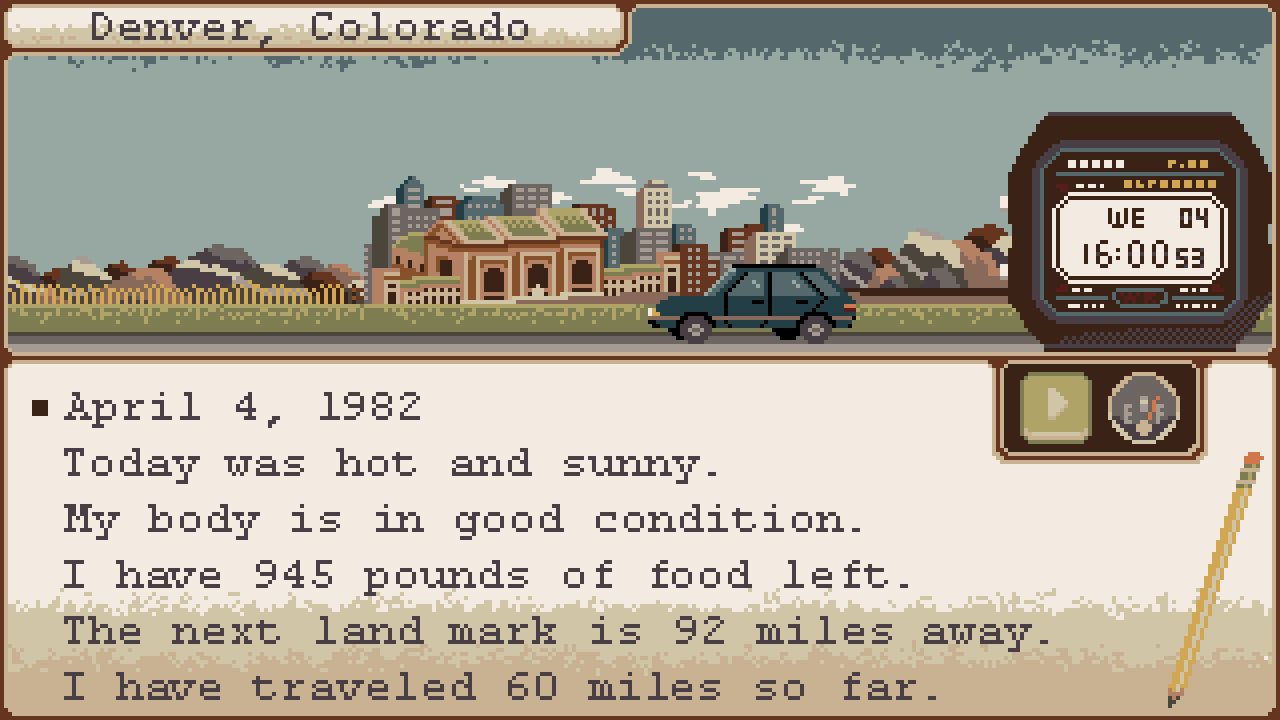 Denver, Colorado
WE 04
16:00 53
April 4, 1982
Today was hot and sunny.
My body is in good condition.
I have 945 pounds of food left.
The next land mark is 92 miles away.
I have traveled 60 miles so far.